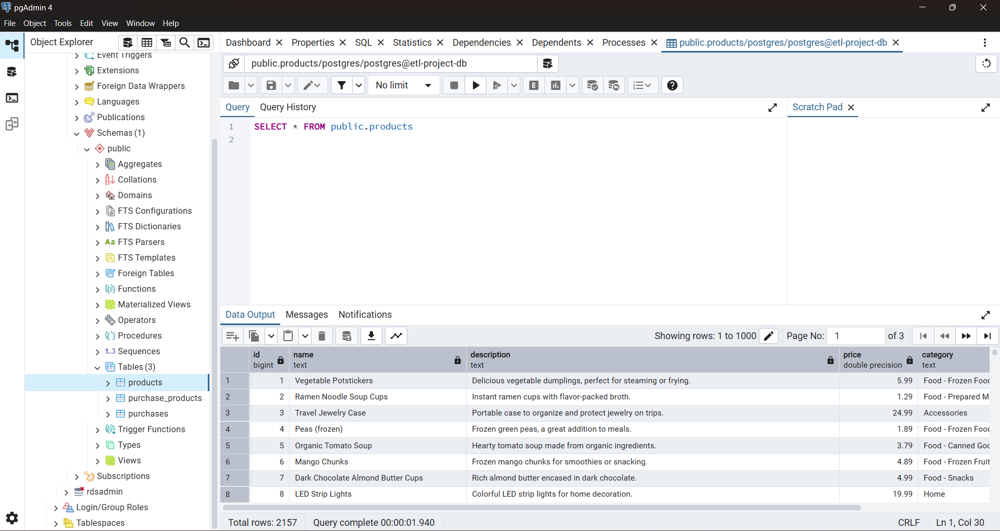 pgAdmin 4
File Object Tools Edit View Window Help
Object Explorer
Event Triggers
Extensions
Foreign Data Wrappers
Languages
Publications
Schemas (1)
public
Aggregates
Collations
Domains
FTS Configurations
FTS Dictionaries
Aa FTS Parsers
FTS Templates
Foreign Tables
Functions
Materialized Views
Operators
Procedures
1..3 Sequences
Tables (3)
products
purchase_products
purchases
Trigger Functions
Types
Views
Subscriptions
rdsadmin
Login/Group Roles
Tablespaces
Dashboard Properties SQL Statistics Dependencies Dependents Processes public.products/postgres/postgres@etl-project-db
public.products/postgres/postgres@etl-project-db
No limit E
Query Query History
Scratch Pad
1 SELECT * FROM public.products
2
Data Output Messages Notifications
Showing rows: 1 to 1000 Page No: 1 of 3
id name description price category
bigint text text double precision text
1 1 Vegetable Potstickers Delicious vegetable dumplings, perfect for steaming or frying. 5.99 Food - Frozen Food
2 2 Ramen Noodle Soup Cups Instant ramen cups with flavor-packed broth. 1.29 Food - Prepared M
3 3 Travel Jewelry Case Portable case to organize and protect jewelry on trips. 24.99 Accessories
4 4 Peas (frozen) Frozen green peas, a great addition to meals. 1.89 Food - Frozen Food
5 5 Organic Tomato Soup Hearty tomato soup made from organic ingredients. 3.79 Food - Canned Goo
6 6 Mango Chunks Frozen mango chunks for smoothies or snacking. 4.89 Food - Frozen Fruit
7 7 Dark Chocolate Almond Butter Cups Rich almond butter encased in dark chocolate. 4.99 Food - Snacks
8 8 LED Strip Lights Colorful LED strip lights for home decoration. 19.99 Home
Total rows: 2157 Query complete 00:00:01.940 CRLF Ln 1, Col 30